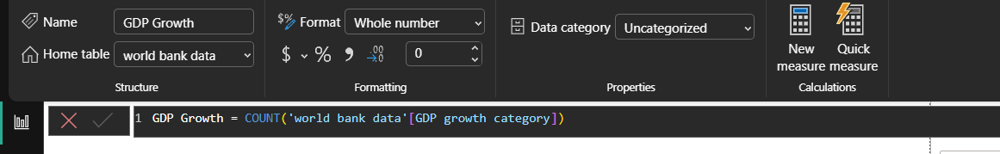 Name GDP Growth $% Format Whole number Data category Uncategorized
Home table world bank data $ % , .00 →.0 0 New measure Quick measure
Structure Formatting Properties Calculations
1 GDP Growth = COUNT('world bank data'[GDP growth category])